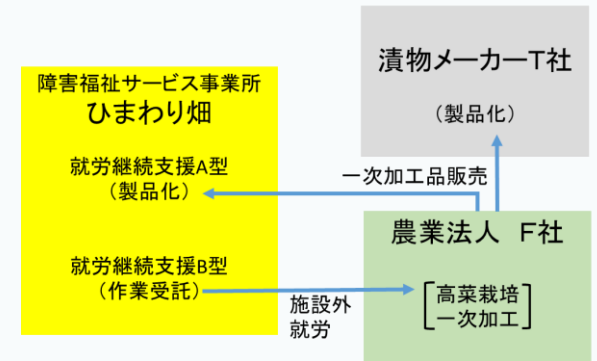 障害福祉サービス事業所
ひまわり畑
就労継続支援A型
（製品化）
就労継続支援B型
（作業受託）
漬物メーカーT社
（製品化）
一次加工品販売
農業法人　F社
高菜栽培
一次加工
施設外
就労